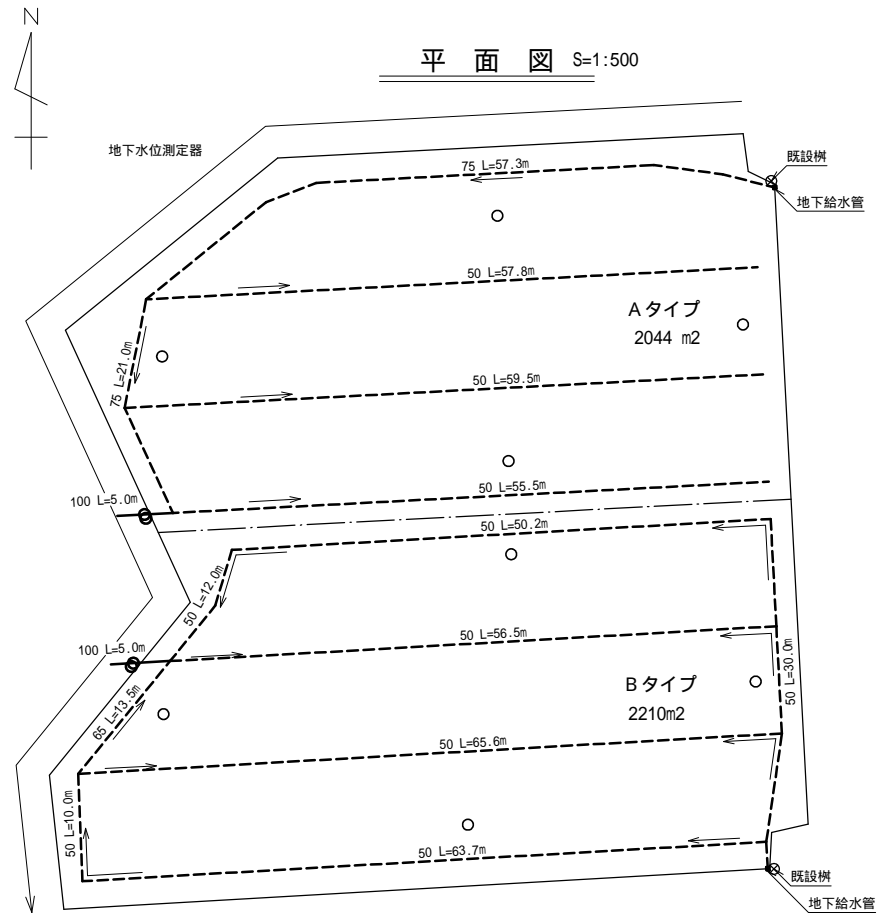 N
平 面 図 S=1:500
地下水位測定器
既設桝
地下給水管
75 L=57.3m
50 L=57.8m
Aタイプ
2044 m2
75 L=21.0m
50 L=59.5m
50 L=55.5m
100 L=5.0m
50 L=50.2m
50 L=12.0m
50 L=56.5m
100 L=5.0m
Bタイプ
2210m2
50 L=30.0m
65 L=13.5m
50 L=65.6m
50 L=10.0m
50 L=63.7m
既設桝
地下給水管